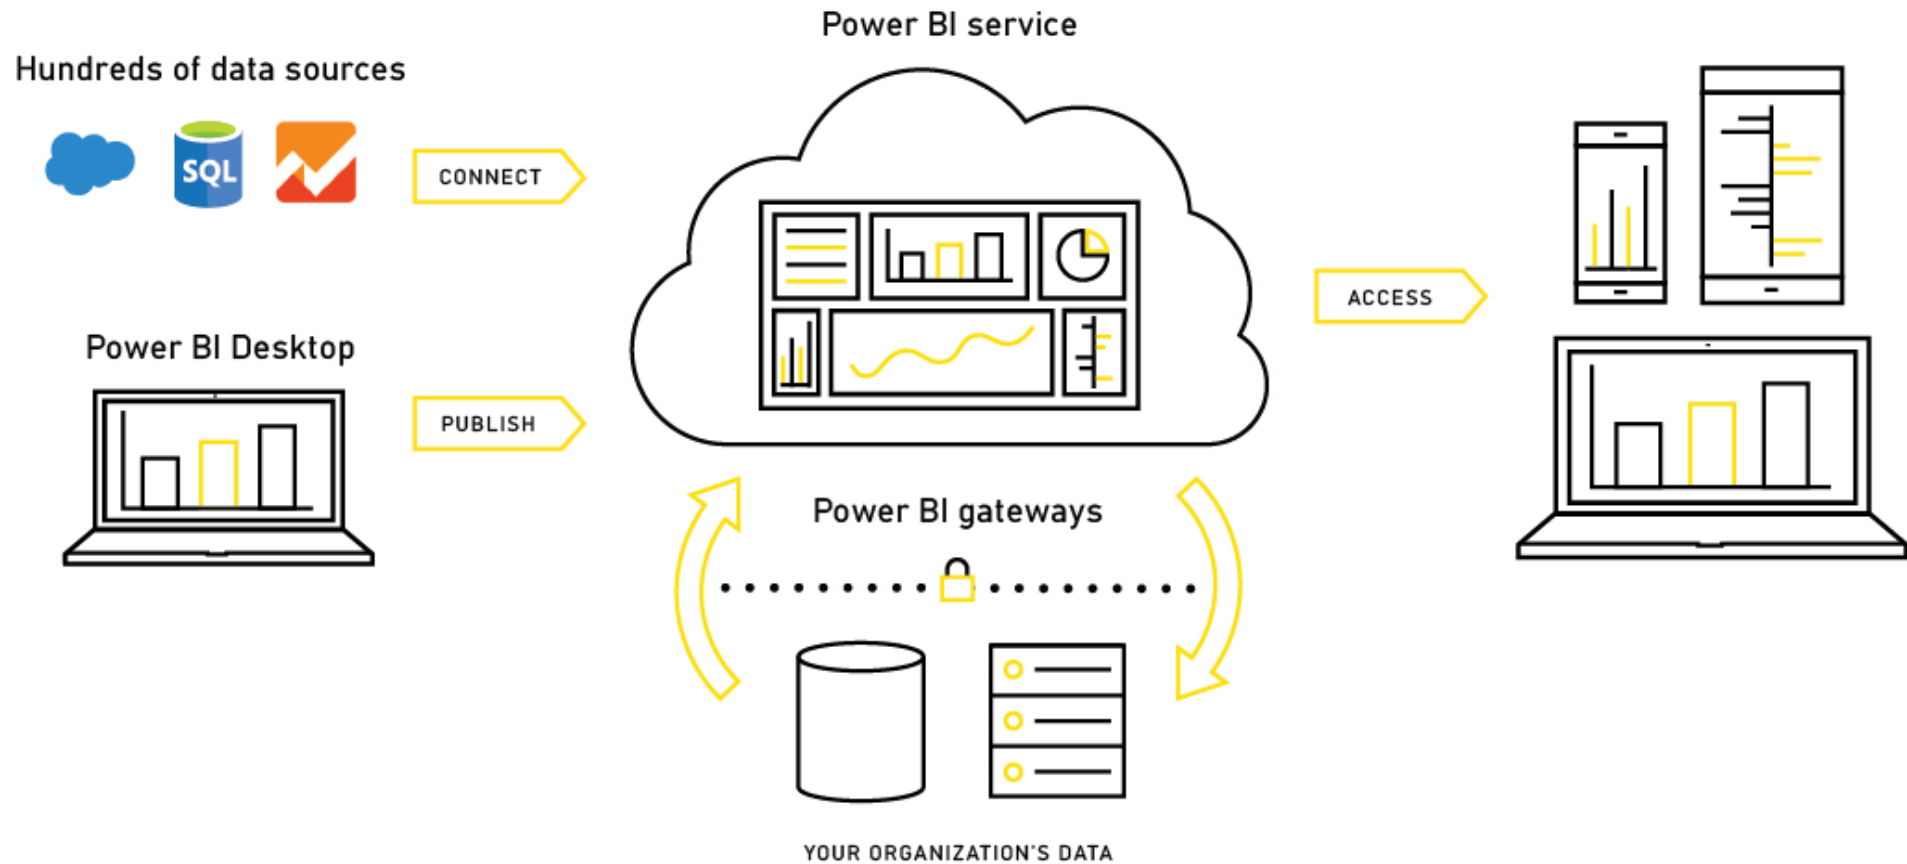 Power BI service
Hundreds of data sources
SQL
CONNECT
ACCESS
Power BI Desktop
PUBLISH
Power BI gateways
YOUR ORGANIZATION'S DATA